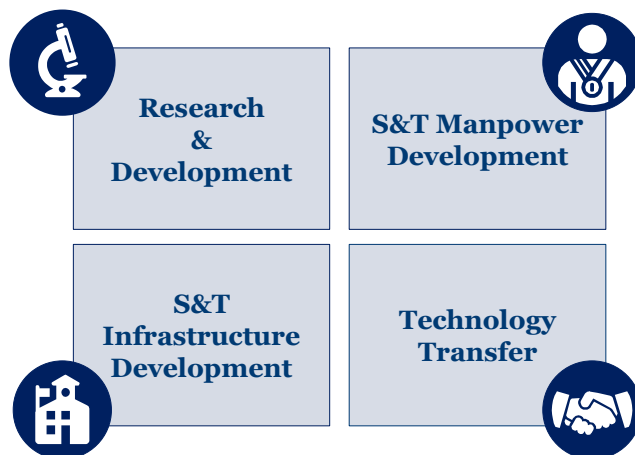 Research
&
Development
S&T Manpower
Development
S&T
Infrastructure
Development
Technology
Transfer